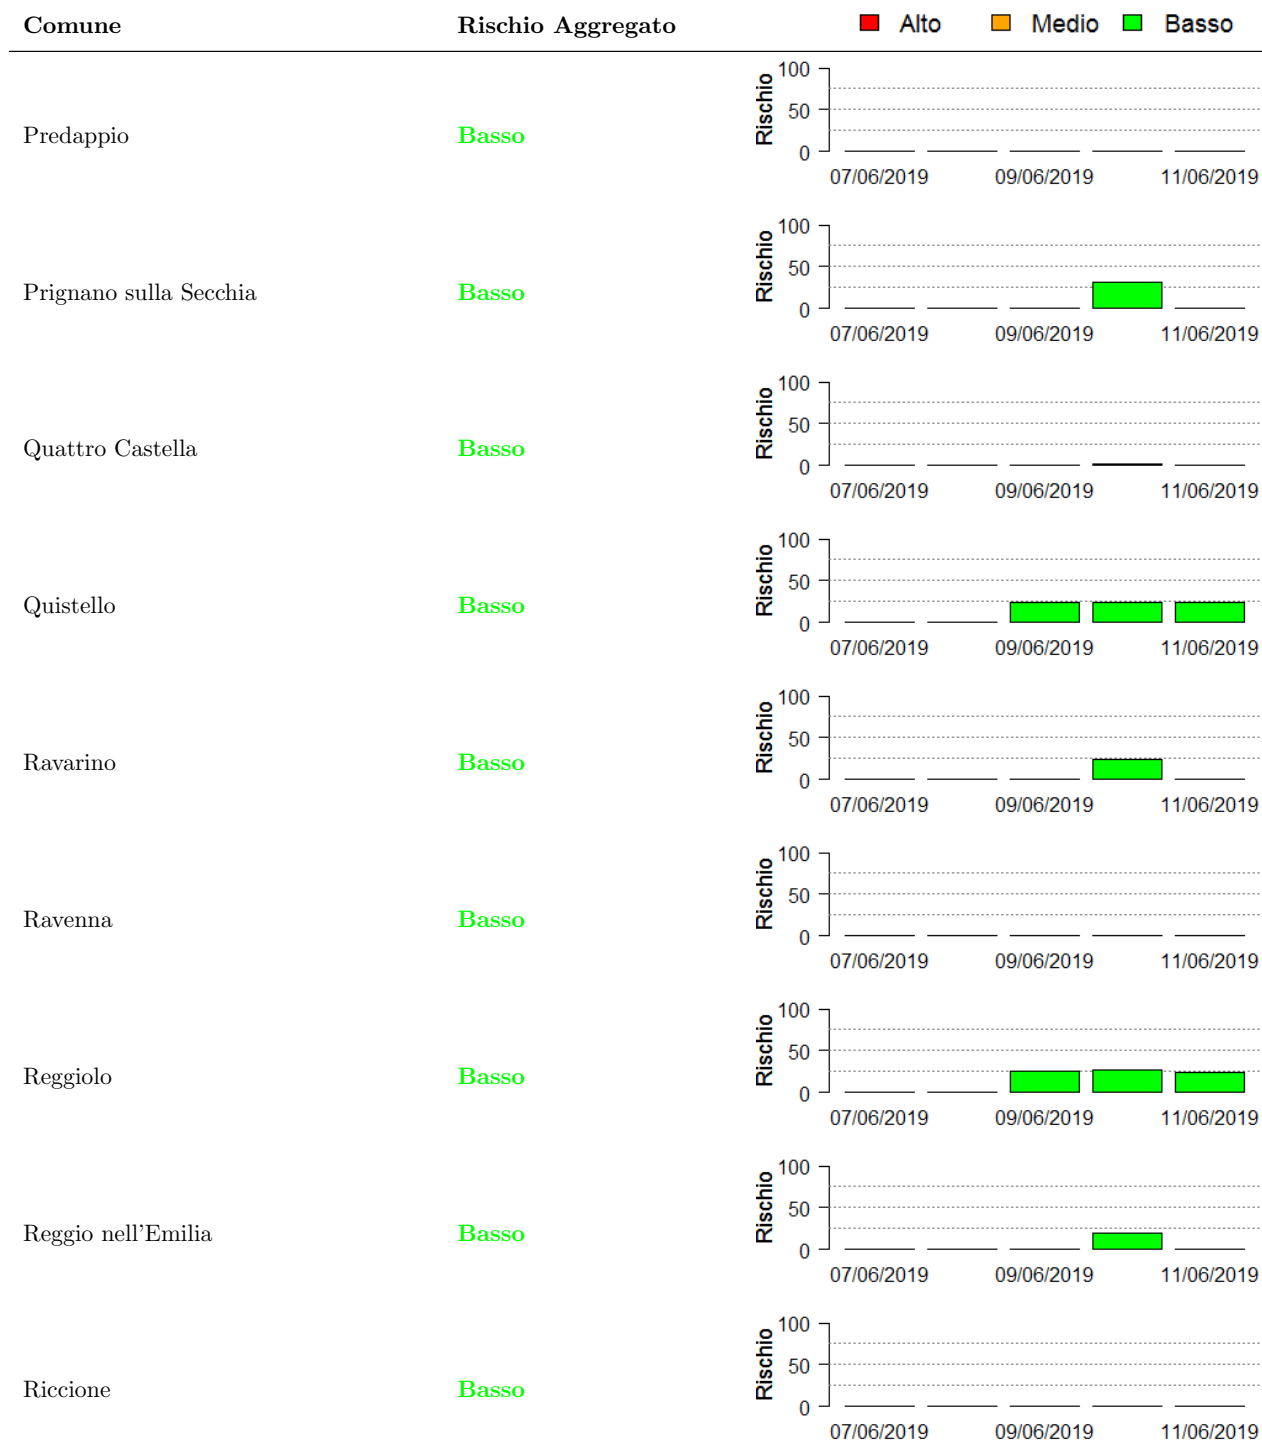 Comune Rischio Aggregato Alto Medio Basso
Predappio Basso Rischio 100 50 0
07/06/2019 09/06/2019 11/06/2019
Prignano sulla Secchia Basso Rischio 100 50 0
07/06/2019 09/06/2019 11/06/2019
Quattro Castella Basso Rischio 100 50 0
07/06/2019 09/06/2019 11/06/2019
Quistello Basso Rischio 100 50 0
07/06/2019 09/06/2019 11/06/2019
Ravarino Basso Rischio 100 50 0
07/06/2019 09/06/2019 11/06/2019
Ravenna Basso Rischio 100 50 0
07/06/2019 09/06/2019 11/06/2019
Reggiolo Basso Rischio 100 50 0
07/06/2019 09/06/2019 11/06/2019
Reggio nell'Emilia Basso Rischio 100 50 0
07/06/2019 09/06/2019 11/06/2019
Riccione Basso Rischio 100 50 0
07/06/2019 09/06/2019 11/06/2019